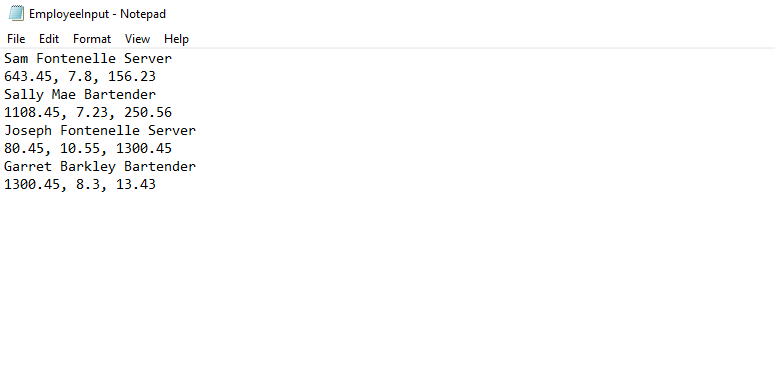 EmployeeInput - Notepad
File Edit Format View Help
Sam Fontenelle Server
643.45, 7.8, 156.23
Sally Mae Bartender
1108.45, 7.23, 250.56
Joseph Fontenelle Server
80.45, 10.55, 1300.45
Garret Barkley Bartender
1300.45, 8.3, 13.43